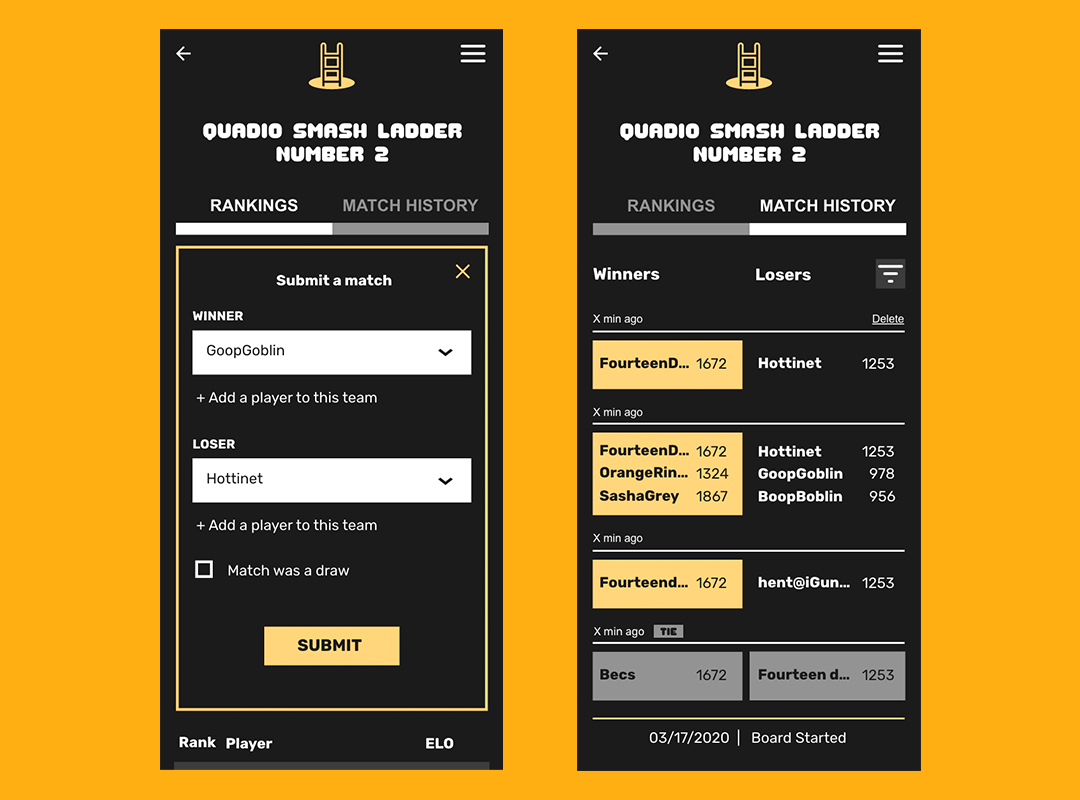 QUADIO SMASH LADDER
NUMBER 2
RANKINGS MATCH HISTORY
Submit a match
WINNER
GoopGoblin
+ Add a player to this team
LOSER
Hottinet
+ Add a player to this team
Match was a draw
SUBMIT
Rank Player ELO
QUADIO SMASH LADDER
NUMBER 2
RANKINGS MATCH HISTORY
Winners Losers
X min ago Delete
FourteenD... 1672 Hottinet 1253
X min ago
FourteenD... 1672 Hottinet 1253
OrangeRin... 1324 GoopGoblin 978
SashaGrey 1867 BoopBoblin 956
X min ago
Fourteend... 1672 hent@iGun... 1253
X min ago TIE
Becs 1672 Fourteen d... 1253
03/17/2020 | Board Started